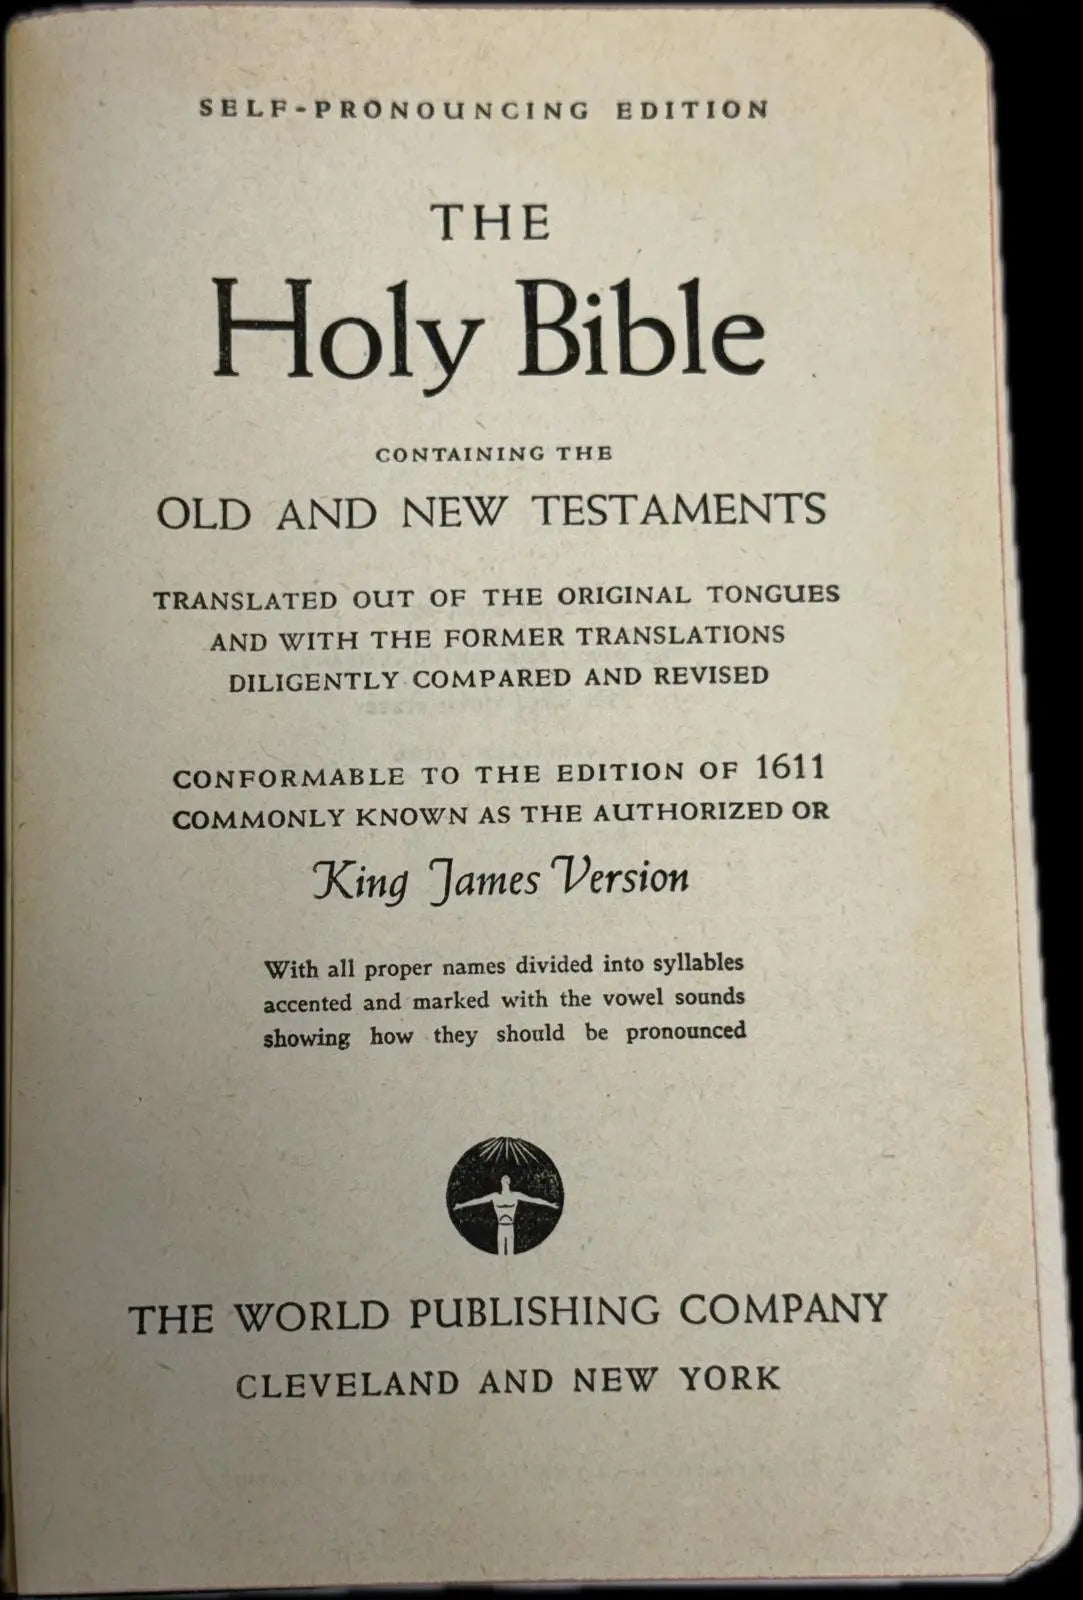 SELF-PRONOUNCING EDITION
THE
Holy Bible
CONTAINING THE
OLD AND NEW TESTAMENTS
TRANSLATED OUT OF THE ORIGINAL TONGUES
AND WITH THE FORMER TRANSLATIONS
DILIGENTLY COMPARED AND REVISED
CONFORMABLE TO THE EDITION OF 1611
COMMONLY KNOWN AS THE AUTHORIZED OR
King James Version
With all proper names divided into syllables
accented and marked with the vowel sounds
showing how they should be pronounced
THE WORLD PUBLISHING COMPANY
CLEVELAND AND NEW YORK